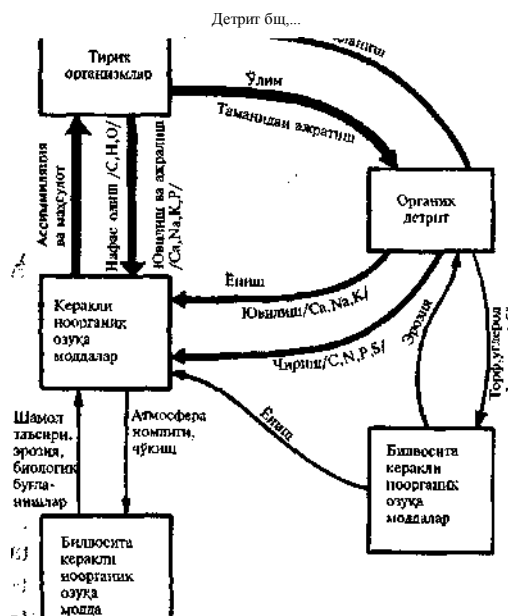 Детрит бщ,...
Тирик
организмлар
Ўлим
Таманидан ажратиш
Ассимиляция
ва маҳсулот
Нафас олиш /C,H,O/
Ювилиш ва ажралиш
/Ca,Na,K,P/
Органик
детрит
Ёниш
Ювилиш/Ca,Na,K/
Чириш/C,N,P,S/
Эрозия
Торф, углерод
Керакли
ноорганик
озуқа
моддалар
Ёниш
Шамол
таъсири,
эрозия,
биологик
буғла-
нишлар
Атмосфера
чўкиш
Билвосита
керакли
ноорганик
озуқа
моддалар
Билвосита
керакли
ноорганик
озуқа
модда